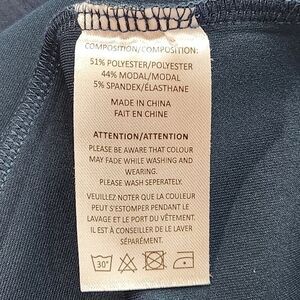 COMPOSITION/COMPOSITION:
51% POLYESTER/POLYESTER
44% MODAL/MODAL
5% SPANDEX/ÉLASTHANE
MADE IN CHINA
FAIT EN CHINE
ATTENTION/ATTENTION
PLEASE BE AWARE THAT COLOUR
MAY FADE WHILE WASHING AND
WEARING.
PLEASE WASH SEPERATELY.
VEUILLEZ NOTER QUE LA COULEUR
PEUT S'ESTOMPER PENDANT LE
LAVAGE ET LE PORT DU VÊTEMENT.
IL EST À CONSEILLER DE LE LAVER
SÉPARÉMENT.
30°